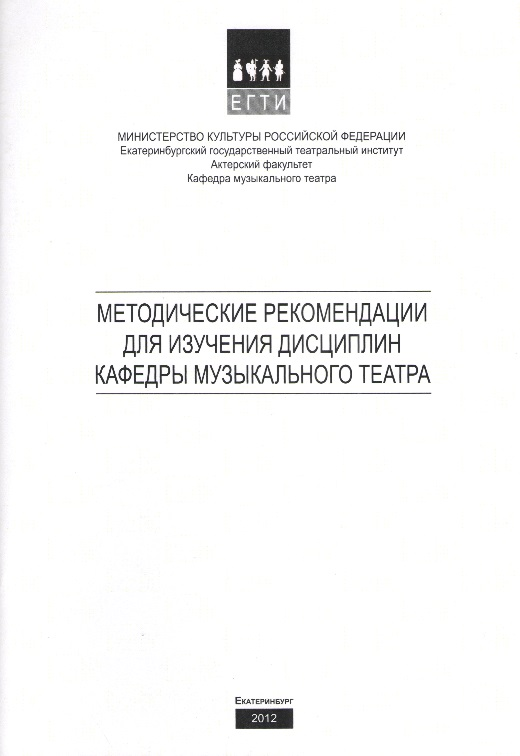 ЕГТИ
МИНИСТЕРСТВО КУЛЬТУРЫ РОССИЙСКОЙ ФЕДЕРАЦИИ
Екатеринбургский государственный театральный институт
Актерский факультет
Кафедра музыкального театра
МЕТОДИЧЕСКИЕ РЕКОМЕНДАЦИИ
ДЛЯ ИЗУЧЕНИЯ ДИСЦИПЛИН
КАФЕДРЫ МУЗЫКАЛЬНОГО ТЕАТРА
ЕКАТЕРИНБУРГ
2012